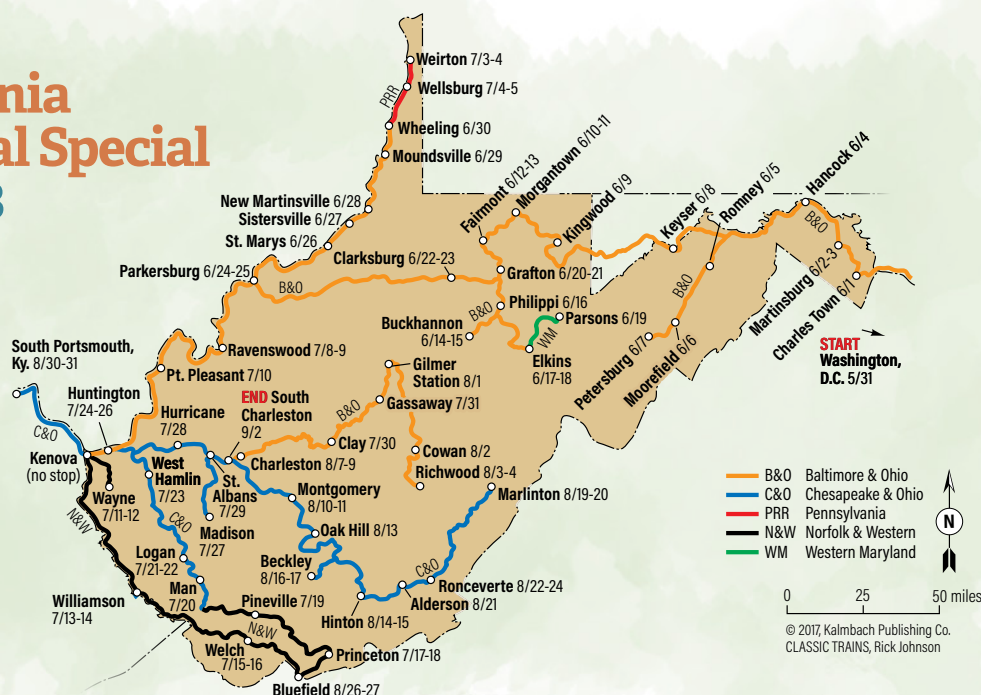 nia
al Special
Weirton 7/3-4
Wellsburg 7/4-5
PRR
Wheeling 6/30
Moundsville 6/29
New Martinsville 6/28
Sistersville 6/27
St. Marys 6/26
Parkersburg 6/24-25
Clarksburg 6/22-23
B&O
Fairmont 6/12-13
Morgantown 6/10-11
Kingwood 6/9
Keyser 6/8
Romney 6/5
Hancock 6/4
B&O
Martinsburg 6/2-3
Charles Town 6/1
START
Washington,
D.C. 5/31
Grafton 6/20-21
Philippi 6/16
B&O
Parsons 6/19
WM
Buckhannon
6/14-15
Elkins
6/17-18
B&O
Petersburg 6/7
Moorefield 6/6
Ravenswood 7/8-9
Pt. Pleasant 7/10
South Portsmouth,
Ky. 8/30-31
C&O
Huntington
7/24-26
Kenova
(no stop)
Hurricane
7/28
END South
Charleston
9/2
Gilmer
Station 8/1
B&O
Gassaway 7/31
Clay 7/30
Charleston 8/7-9
Cowan 8/2
Richwood 8/3-4
Marlinton 8/19-20
Wayne
7/11-12
N&W
West
Hamlin
7/23
C&O
St.
Albans
7/29
Madison
7/27
Montgomery
8/10-11
Oak Hill 8/13
Beckley
8/16-17
C&O
Logan
7/21-22
Man
7/20
Williamson
7/13-14
Pineville 7/19
N&W
Hinton 8/14-15
Ronceverte 8/22-24
Alderson 8/21
Welch
7/15-16
Princeton 7/17-18
Bluefield 8/26-27
B&O Baltimore & Ohio
C&O Chesapeake & Ohio
PRR Pennsylvania
N&W Norfolk & Western
WM Western Maryland
N
0 25 50 miles
© 2017, Kalmbach Publishing Co.
CLASSIC TRAINS, Rick Johnson